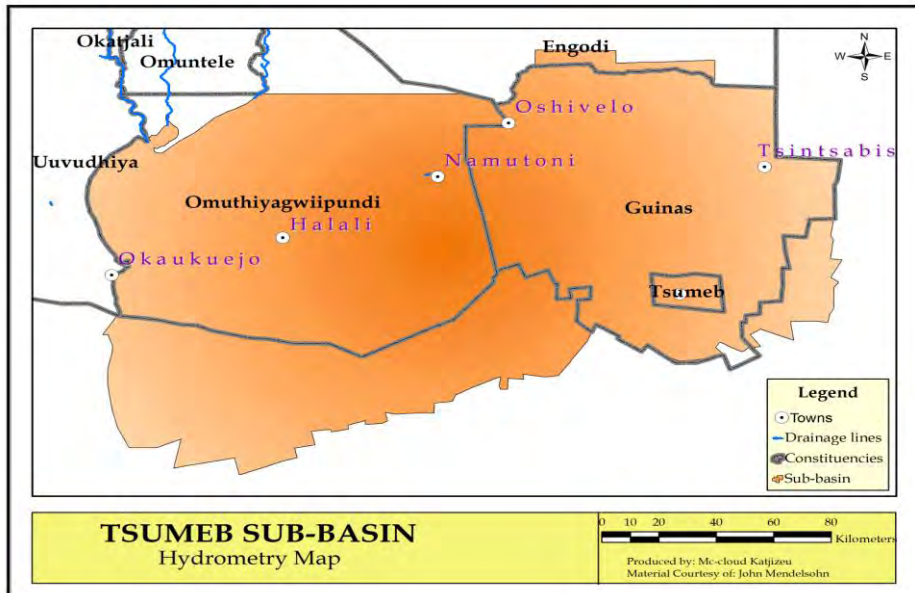 Okatjali
Omuntele
Engodi
W N E
S
Oshivelo
Tsintsabis
Uuvudhiya
Namutoni
Omuthiyagwiipundi
Guinas
Halali
Okaukuejo
Tsumeb
Legend
Towns
Drainage lines
Constituencies
Sub-basin
TSUMEB SUB-BASIN
Hydrometry Map
0 10 20 40 60 80
Kilometers
Produced by: Mc-cloud Katjizeu
Material Courtesy of: John Mendelsohn